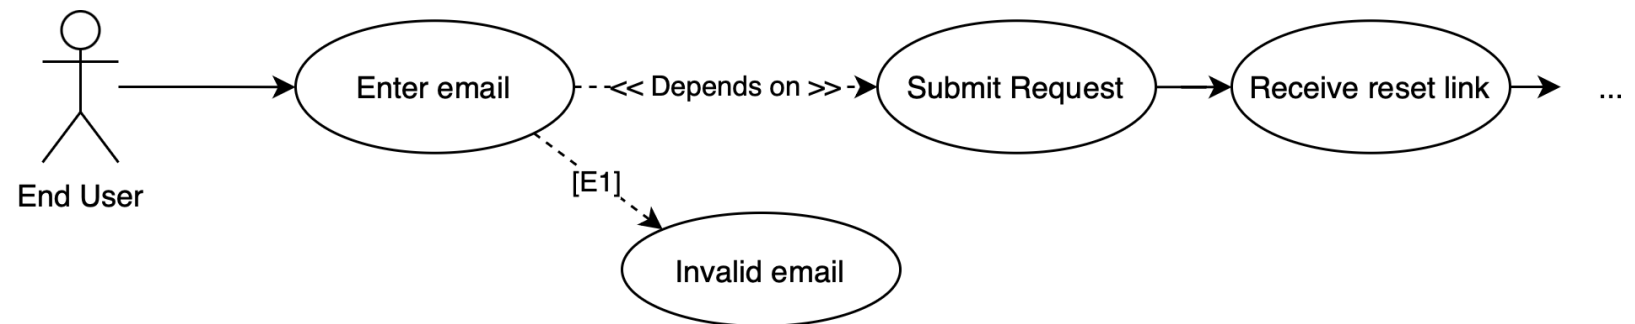 Enter email
<< Depends on >>
Submit Request
Receive reset link
...
[E1]
End User
Invalid email